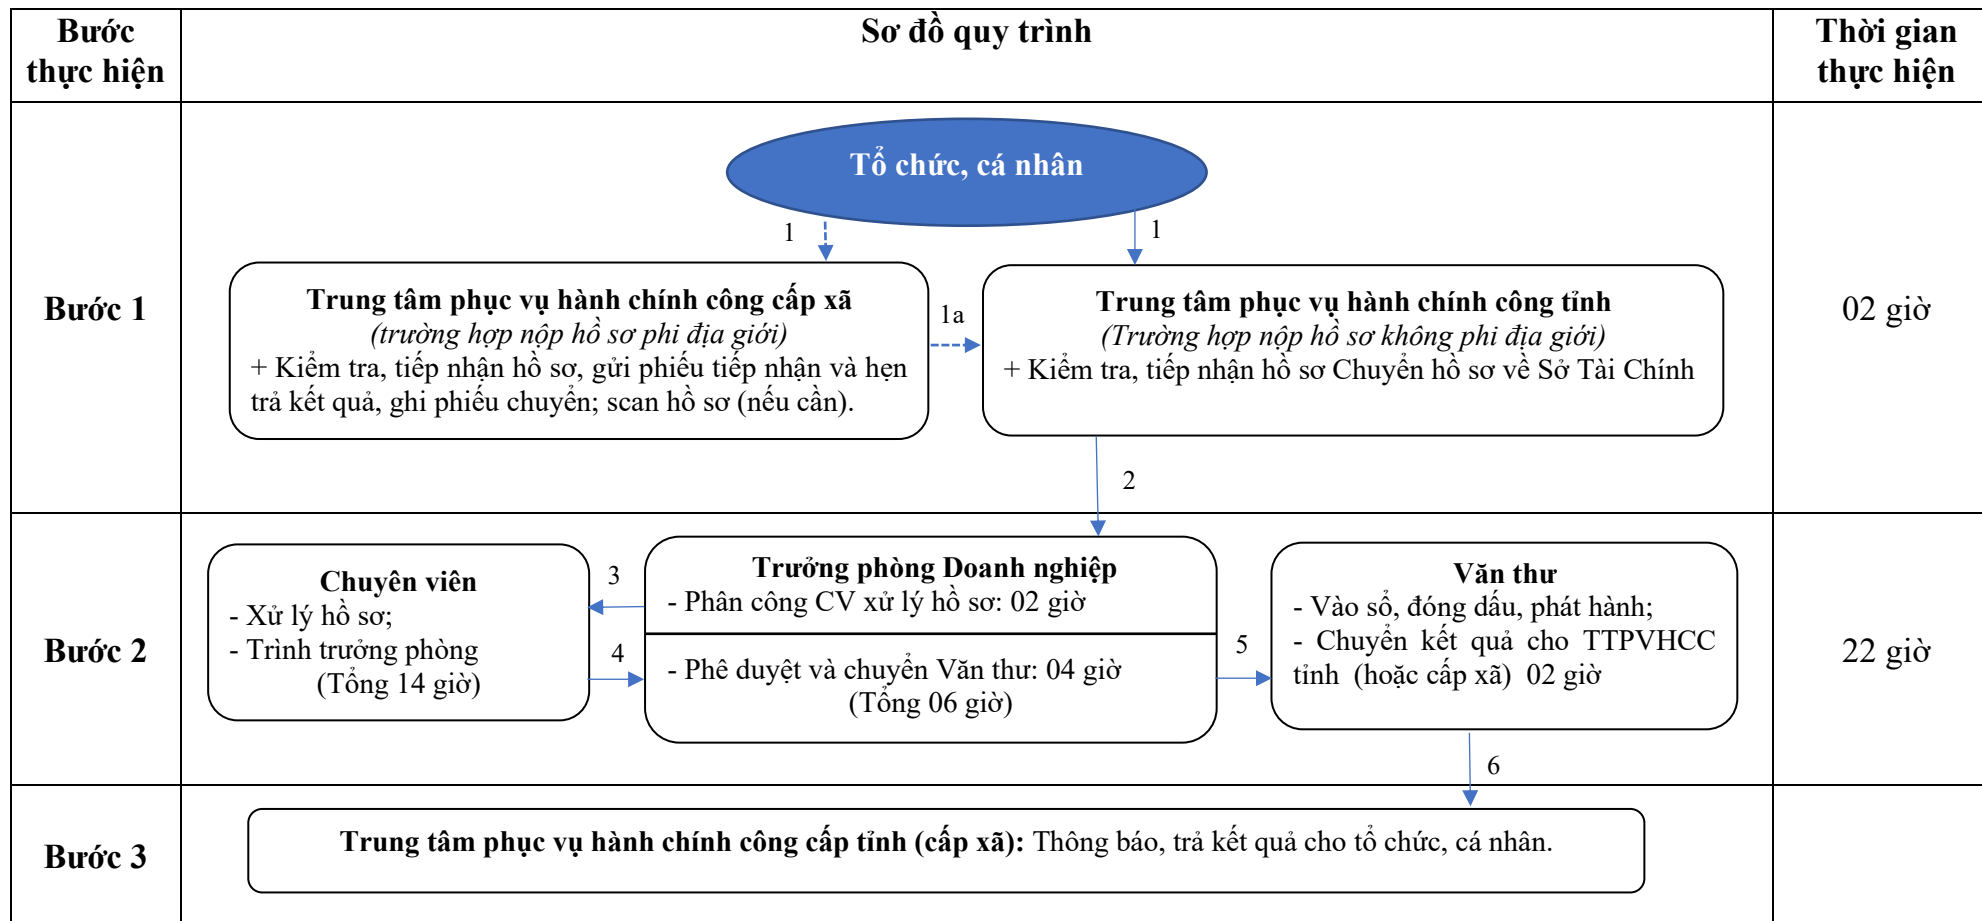 Bước
thực hiện
Sơ đồ quy trình
Thời gian
thực hiện
Bước 1
Tổ chức, cá nhân
1
1
Trung tâm phục vụ hành chính công cấp xã
(trường hợp nộp hồ sơ phi địa giới)
+ Kiểm tra, tiếp nhận hồ sơ, gửi phiếu tiếp nhận và hẹn
trả kết quả, ghi phiếu chuyển; scan hồ sơ (nếu cần).
1a
Trung tâm phục vụ hành chính công tỉnh
(Trường hợp nộp hồ sơ không phi địa giới)
+ Kiểm tra, tiếp nhận hồ sơ Chuyển hồ sơ về Sở Tài Chính
02 giờ
2
Bước 2
Chuyên viên
- Xử lý hồ sơ;
- Trình trưởng phòng
(Tổng 14 giờ)
3
4
Trưởng phòng Doanh nghiệp
- Phân công CV xử lý hồ sơ: 02 giờ
- Phê duyệt và chuyển Văn thư: 04 giờ
(Tổng 06 giờ)
5
Văn thư
- Vào sổ, đóng dấu, phát hành;
- Chuyển kết quả cho TTPVHCC
tỉnh (hoặc cấp xã) 02 giờ
22 giờ
6
Bước 3
Trung tâm phục vụ hành chính công cấp tỉnh (cấp xã): Thông báo, trả kết quả cho tổ chức, cá nhân.